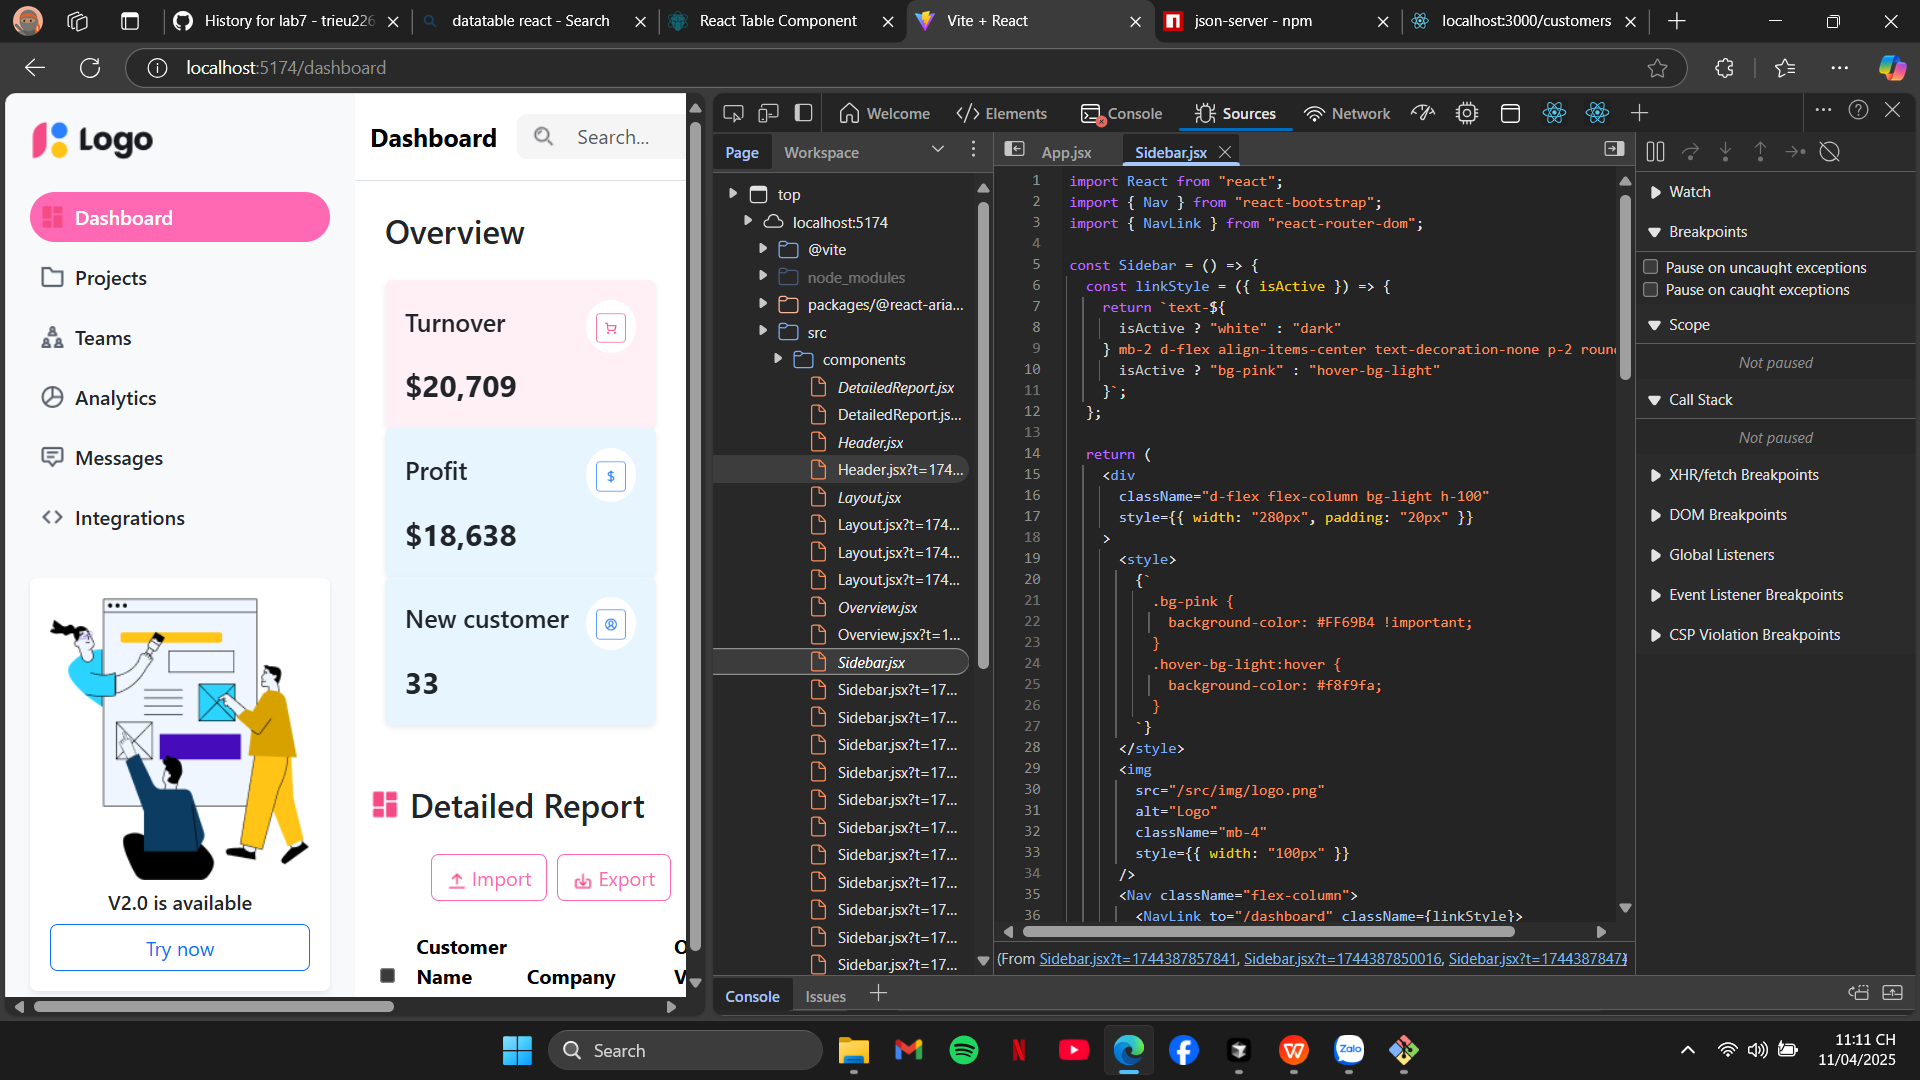 History for lab7 - trieu226
datatable react - Search
React Table Component
Vite + React
json-server - npm
localhost:3000/customers
localhost:5174/dashboard
Logo
Dashboard
Projects
Teams
Analytics
Messages
Integrations
V2.0 is available
Try now
Dashboard
Search...
Overview
Turnover
$20,709
Profit
$
$18,638
New customer
33
Detailed Report
Import
Export
Customer
Name
Company
O
V
Welcome
Elements
Console
Sources
Network
Page
Workspace
top
localhost:5174
@vite
node_modules
packages/@react-aria...
src
components
DetailedReport.jsx
DetailedReport.js...
Header.jsx
Header.jsx?t=174...
Layout.jsx
Layout.jsx?t=174...
Layout.jsx?t=174...
Layout.jsx?t=174...
Overview.jsx
Overview.jsx?t=1...
Sidebar.jsx
Sidebar.jsx?t=17...
Sidebar.jsx?t=17...
Sidebar.jsx?t=17...
Sidebar.jsx?t=17...
Sidebar.jsx?t=17...
Sidebar.jsx?t=17...
Sidebar.jsx?t=17...
Sidebar.jsx?t=17...
Sidebar.jsx?t=17...
Sidebar.jsx?t=17...
Sidebar.jsx?t=17...
App.jsx
Sidebar.jsx
1 import React from "react";
2 import { Nav } from "react-bootstrap";
3 import { NavLink } from "react-router-dom";
4
5 const Sidebar = () => {
6 const linkStyle = ({ isActive }) => {
7 return `text-${
8 isActive ? "white" : "dark"
9 } mb-2 d-flex align-items-center text-decoration-none p-2 roun
10 isActive ? "bg-pink" : "hover-bg-light"
11 }`;
12 };
13
14 return (
15 <div
16 className="d-flex flex-column bg-light h-100"
17 style={{ width: "280px", padding: "20px" }}
18 >
19 <style>
20 {`
21 .bg-pink {
22 background-color: #FF69B4 !important;
23 }
24 .hover-bg-light:hover {
25 background-color: #f8f9fa;
26 }
27 `}
28 </style>
29 <img
30 src="/src/img/logo.png"
31 alt="Logo"
32 className="mb-4"
33 style={{ width: "100px" }}
34 />
35 <Nav className="flex-column">
36 <NavLink to="/dashboard" className={linkStyle}>
(From Sidebar.jsx?t=1744387857841, Sidebar.jsx?t=1744387850016, Sidebar.jsx?t=1744387847
Watch
Breakpoints
Pause on uncaught exceptions
Pause on caught exceptions
Scope
Not paused
Call Stack
Not paused
XHR/fetch Breakpoints
DOM Breakpoints
Global Listeners
Event Listener Breakpoints
CSP Violation Breakpoints
Console
Issues
Search
Zalo
11:11 CH
11/04/2025